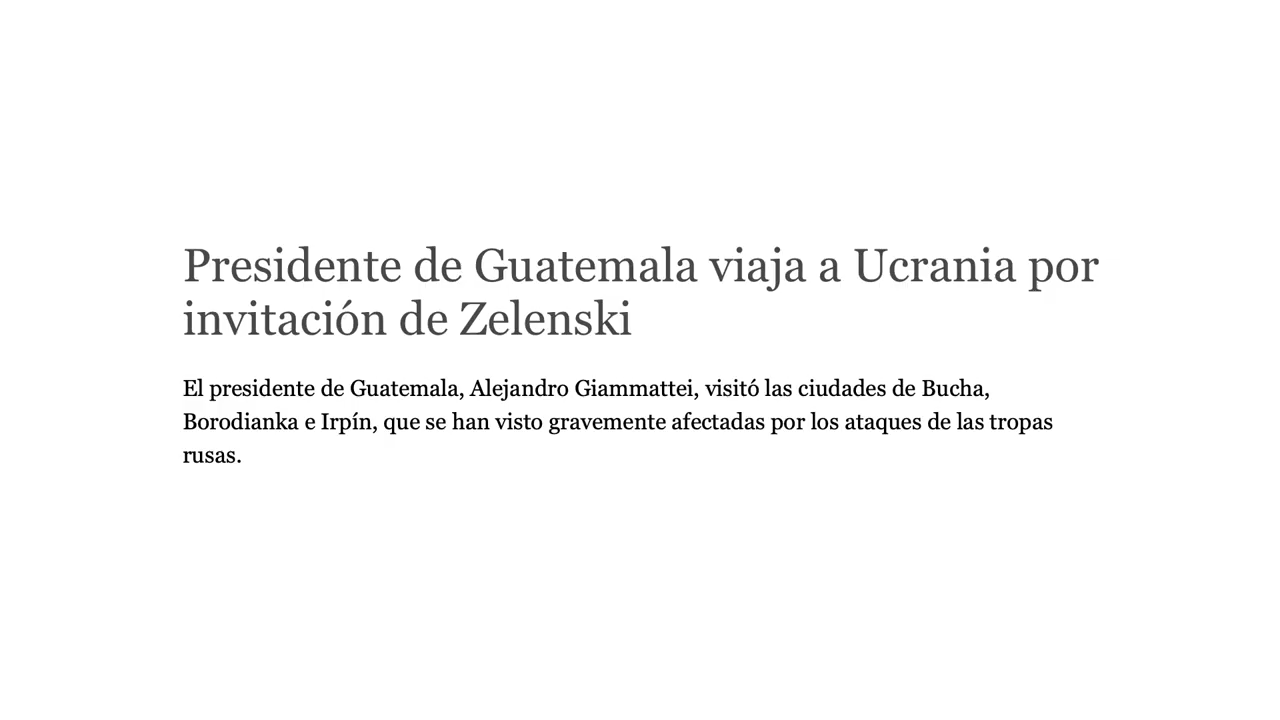 Presidente de Guatemala viaja a Ucrania por
invitación de Zelenski
El presidente de Guatemala, Alejandro Giammattei, visitó las ciudades de Bucha,
Borodianka e Irpín, que se han visto gravemente afectadas por los ataques de las tropas
rusas.